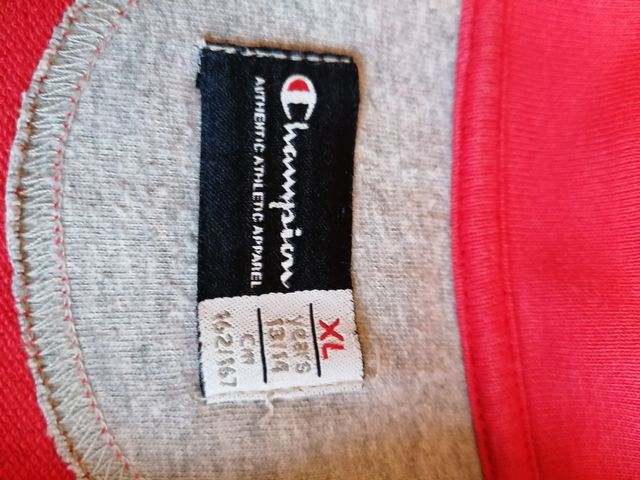 Champion
AUTHENTIC ATHLETIC APPAREL
XL
YEARS
13|14
CM
162|167